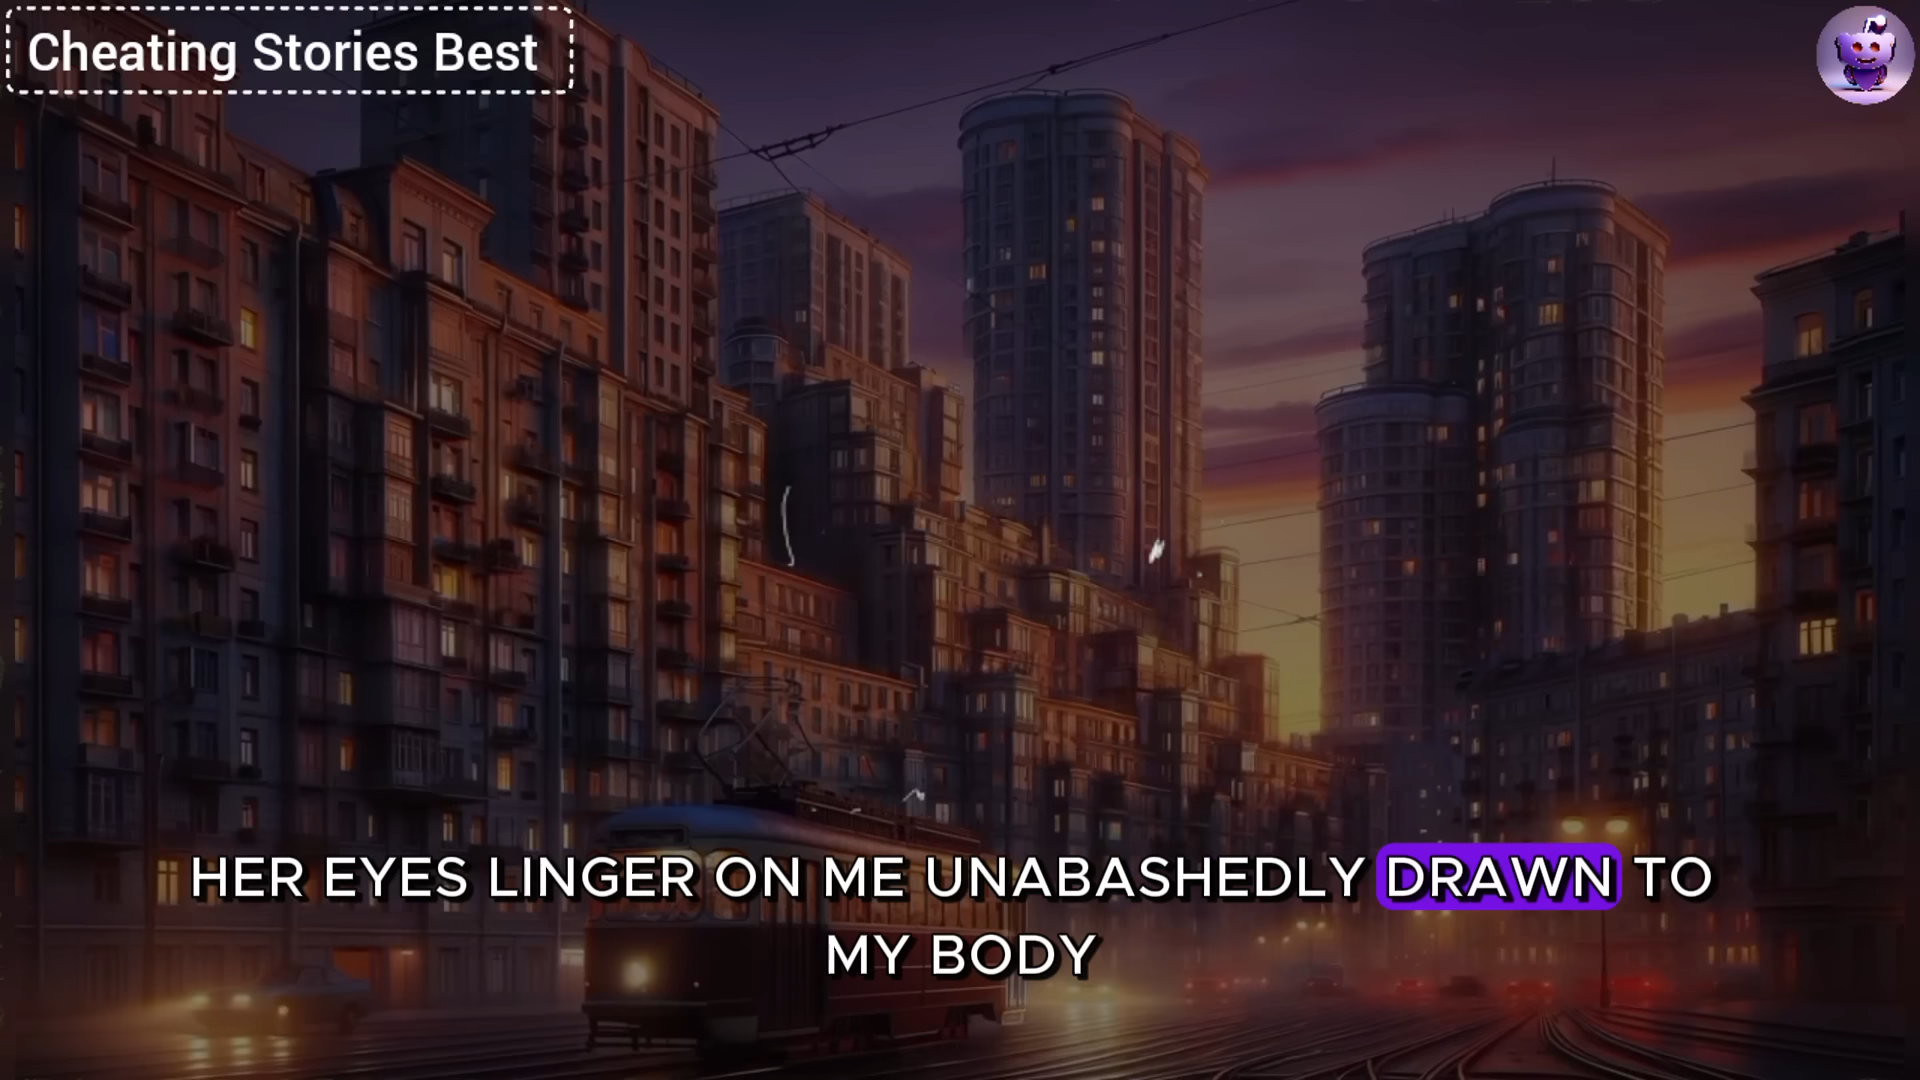 Cheating Stories Best
HER EYES LINGER ON ME UNABASHEDLY DRAWN TO
MY BODY